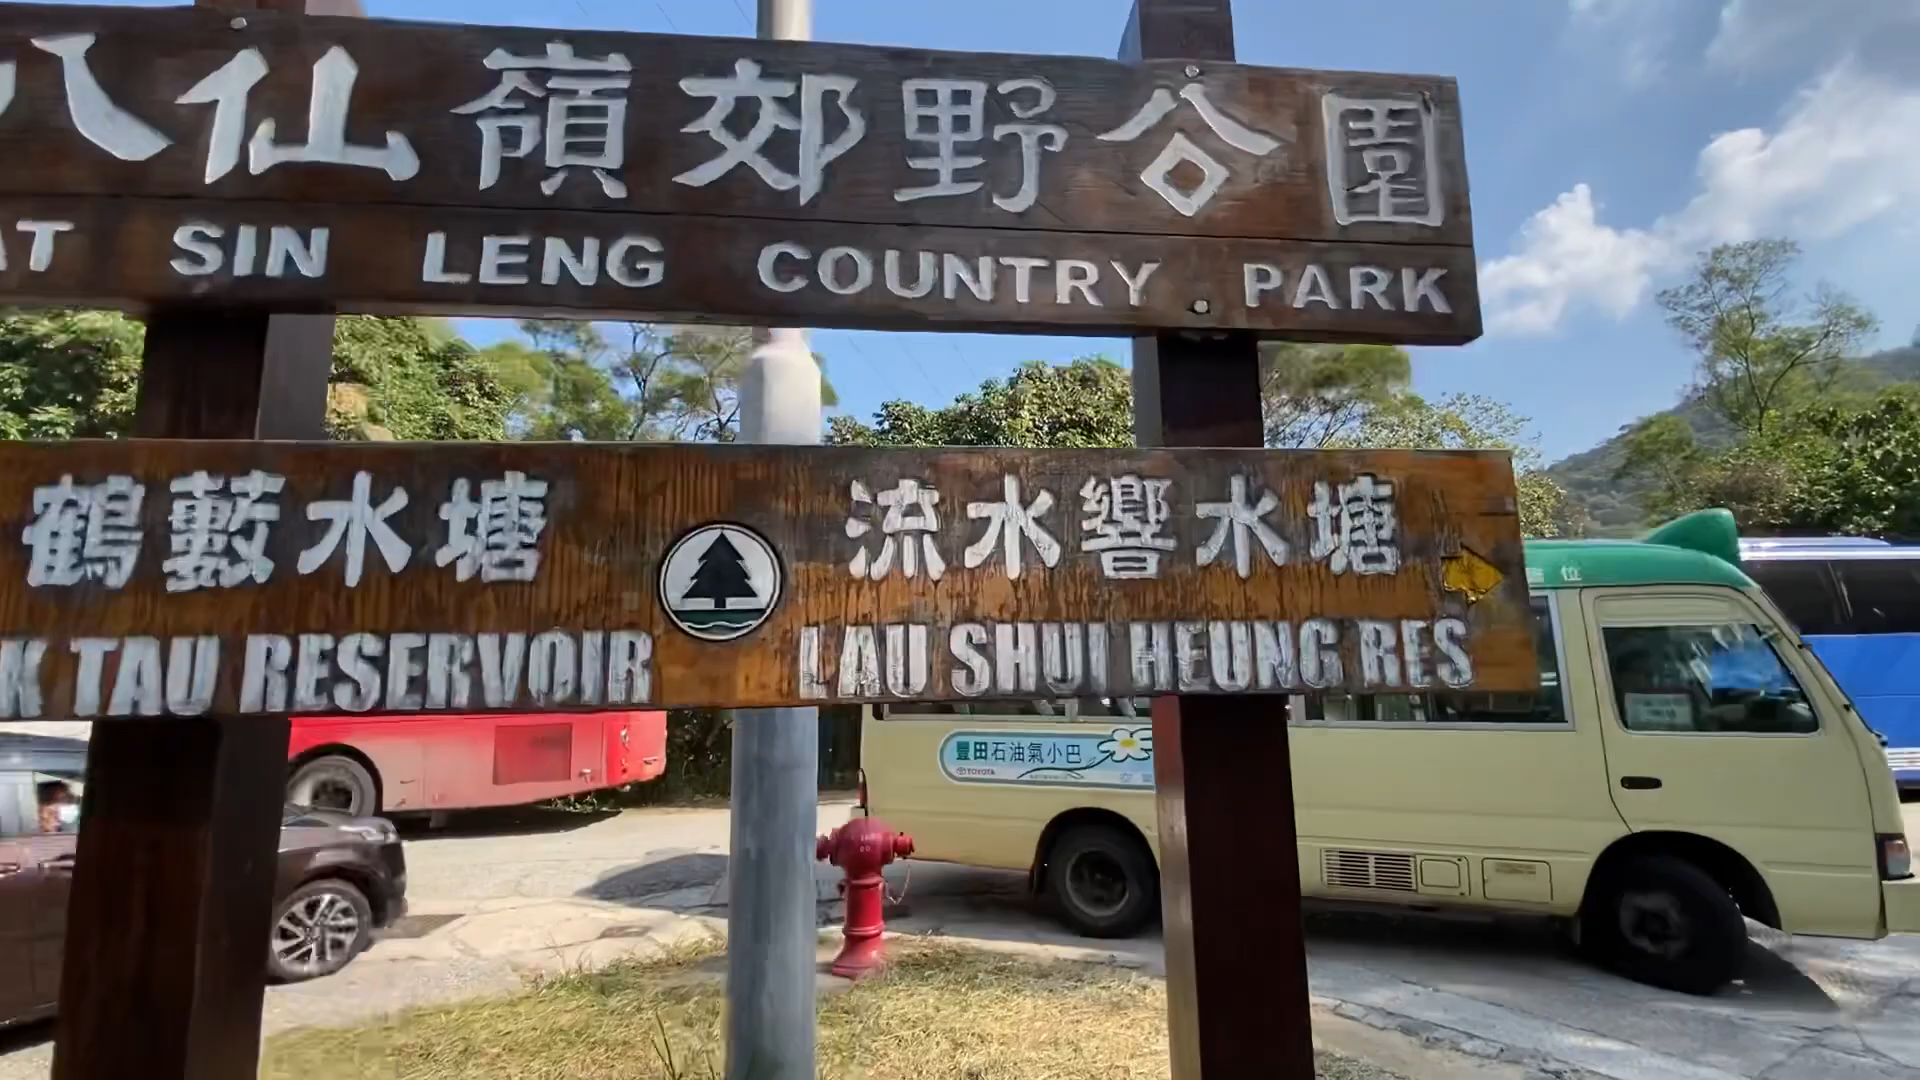 八仙嶺郊野公園
AT SIN LENG COUNTRY PARK
鶴藪水塘
K TAU RESERVOIR
流水響水塘
LAU SHUI HEUNG RES
豐田石油氣小巴
TOYOTA
位